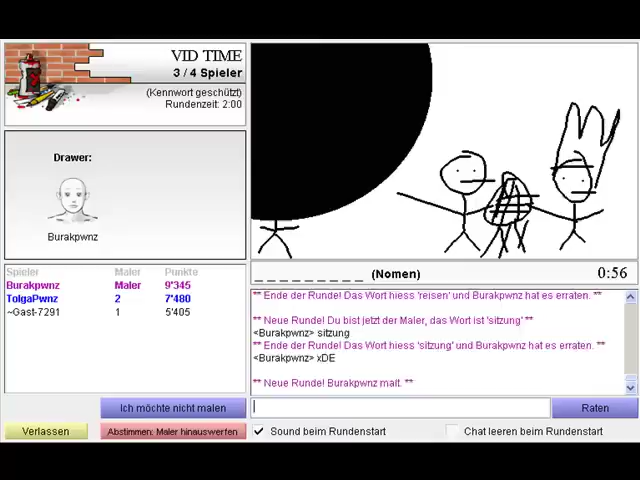 VID TIME
3 / 4 Spieler
(Kennwort geschützt)
Rundenzeit: 2:00
Drawer:
Burakpwnz
Spieler Maler Punkte
Burakpwnz Maler 9'345
TolgaPwnz 2 7'480
~Gast-7291 1 5'405
Ich möchte nicht malen
Verlassen
Abstimmen: Maler hinauswerfen
_ _ _ _ _ _ _ _ _ (Nomen) 0:56
** Ende der Runde! Das Wort hiess 'reisen' und Burakpwnz hat es erraten. **
** Neue Runde! Du bist jetzt der Maler, das Wort ist 'sitzung' **
<Burakpwnz> sitzung
** Ende der Runde! Das Wort hiess 'sitzung' und Burakpwnz hat es erraten. **
<Burakpwnz> xDE
** Neue Runde! Burakpwnz malt. **
Raten
Sound beim Rundenstart
Chat leeren beim Rundenstart